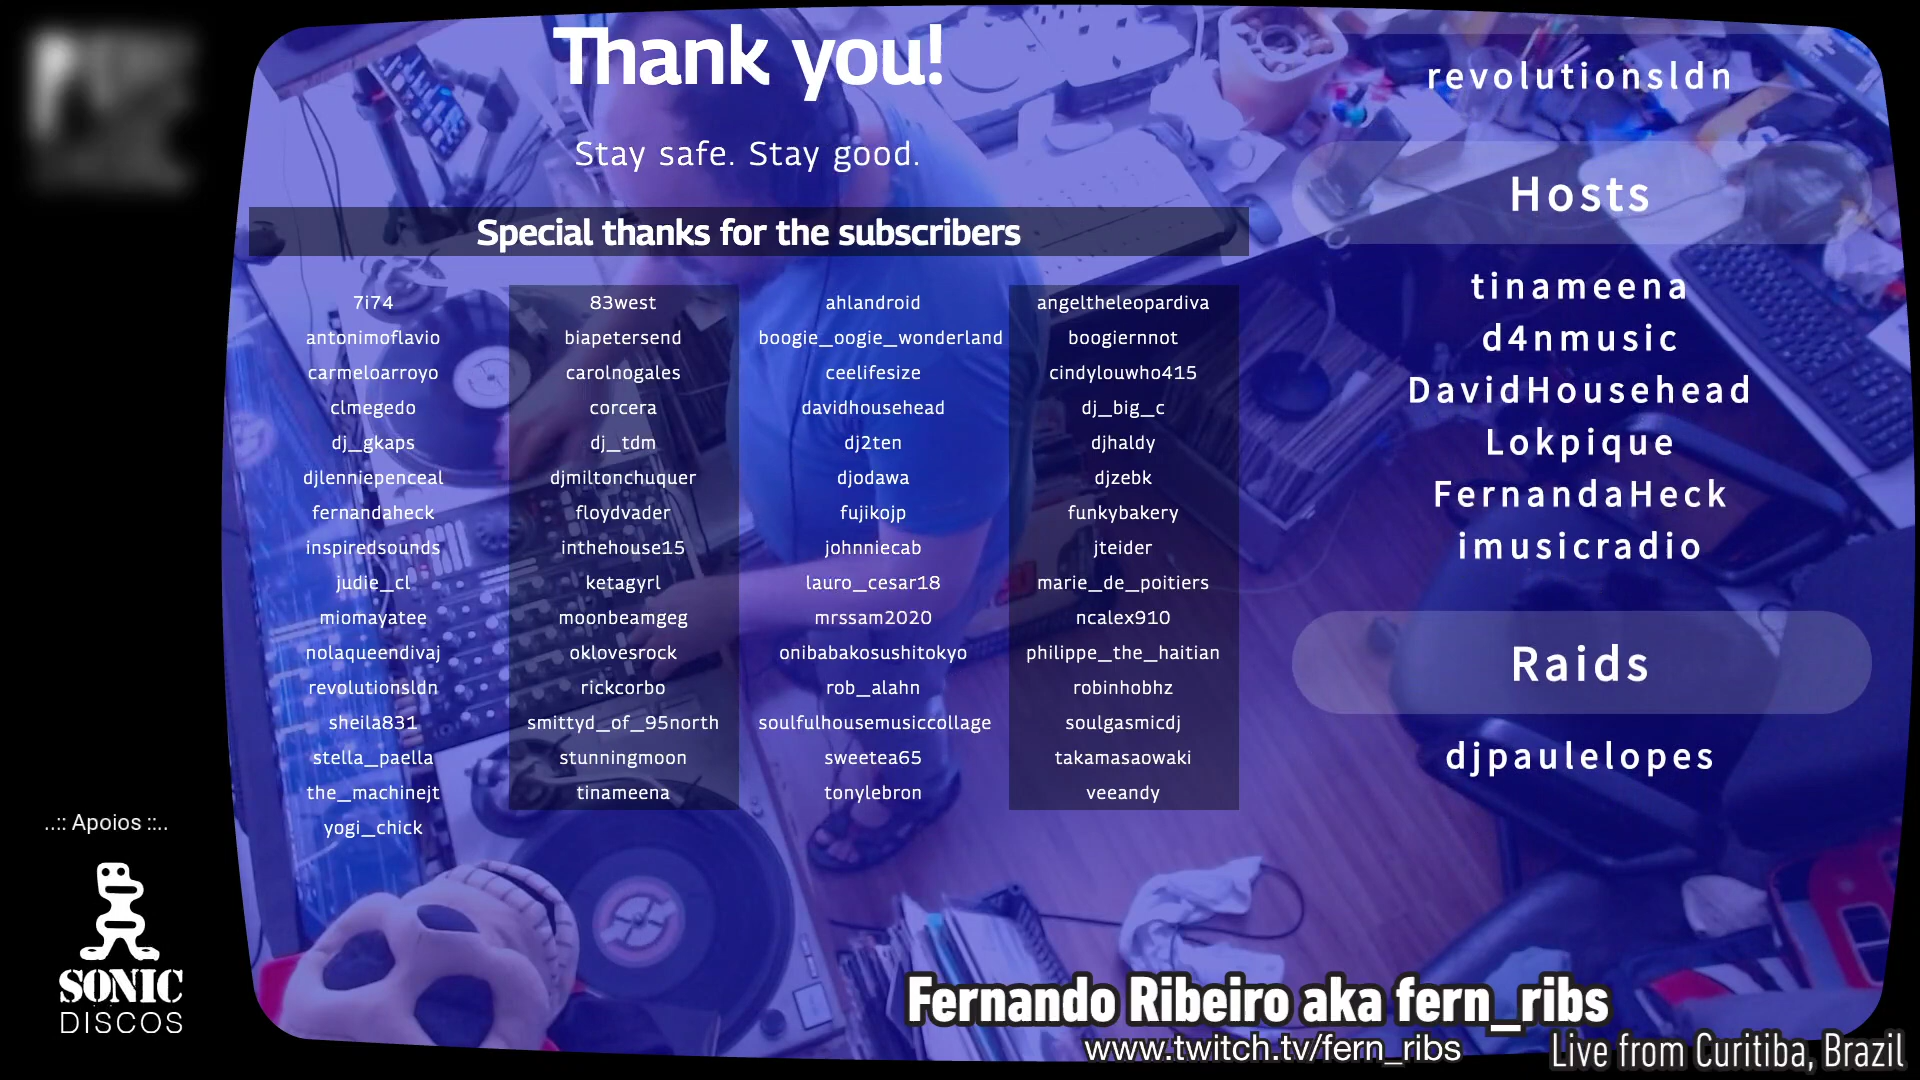 Thank you!
Stay safe. Stay good.
Special thanks for the subscribers
7i74 83west ahlandroid angeltheleopardiva
antonimoflavio biapetersend boogie_oogie_wonderland boogiernnot
carmeloarroyo carolnogales ceelifesize cindylouwho415
clmegedo corcera davidhousehead dj_big_c
dj_gkaps dj_tdm dj2ten djhaldy
djlenniepenceal djmiltonchuquer djodawa djzebk
fernandaheck floydvader fujikojp funkybakery
inspiredsounds inthehouse15 johnniecab jteider
judie_cl ketagyrl lauro_cesar18 marie_de_poitiers
miomayatee moonbeamgeg mrssam2020 ncalex910
nolaqueendivaj oklovesrock onibabakosushitokyo philippe_the_haitian
revolutionsldn rickcorbo rob_alahn robinhobhz
sheila831 smittyd_of_95north soulfulhousemusiccollage soulgasmicdj
stella_paella stunningmoon sweetea65 takamasaowaki
the_machinejt tinameena tonylebron veeandy
yogi_chick
revolutionsldn
Hosts
tinameena
d4nmusic
DavidHousehead
Lokpique
FernandaHeck
imusicradio
Raids
djpaulelopes
..:: Apoios ::..
SONIC
DISCOS
Fernando Ribeiro aka fern_ribs
www.twitch.tv/fern_ribs
Live from Curitiba, Brazil